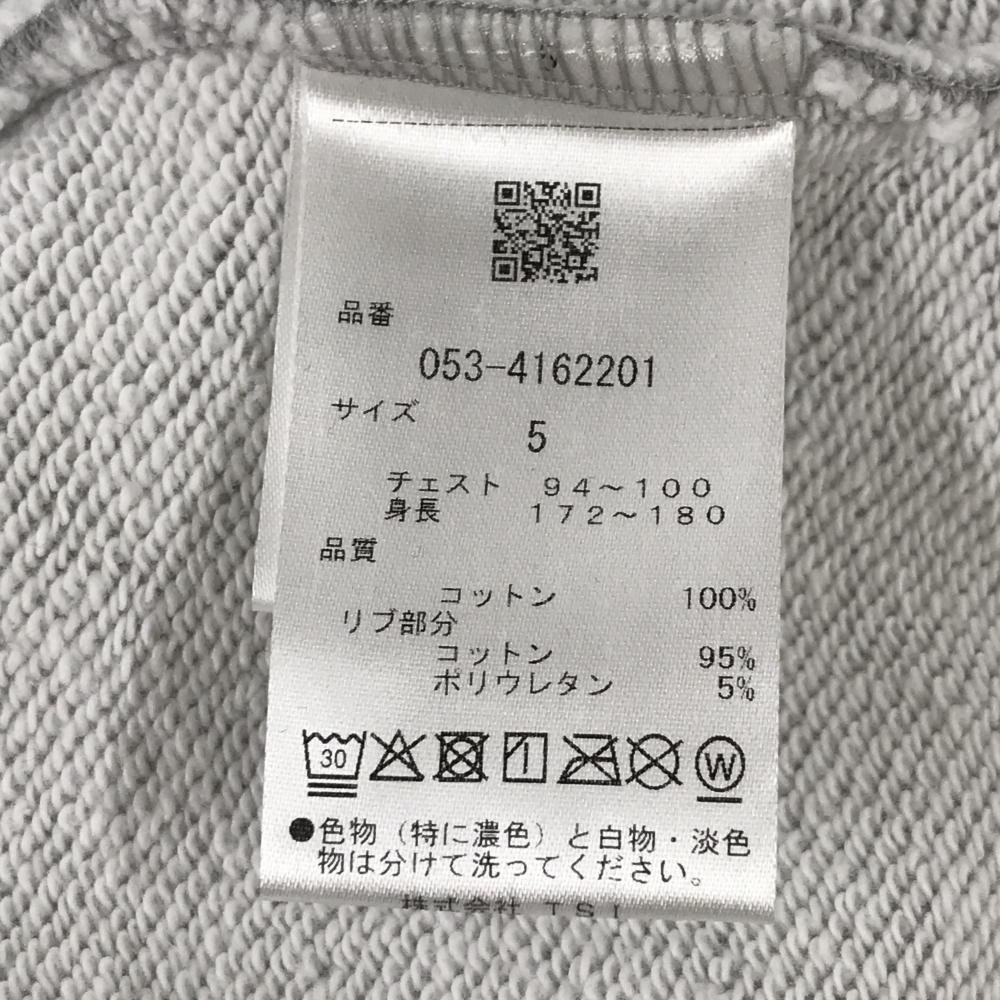 品番
053-4162201
サイズ
5
チェスト 94～100
身長 172～180
品質
コットン 100%
リブ部分
コットン 95%
ポリウレタン 5%
30 W
●色物（特に濃色）と白物・淡色
物は分けて洗ってください。
株式会社 TSI